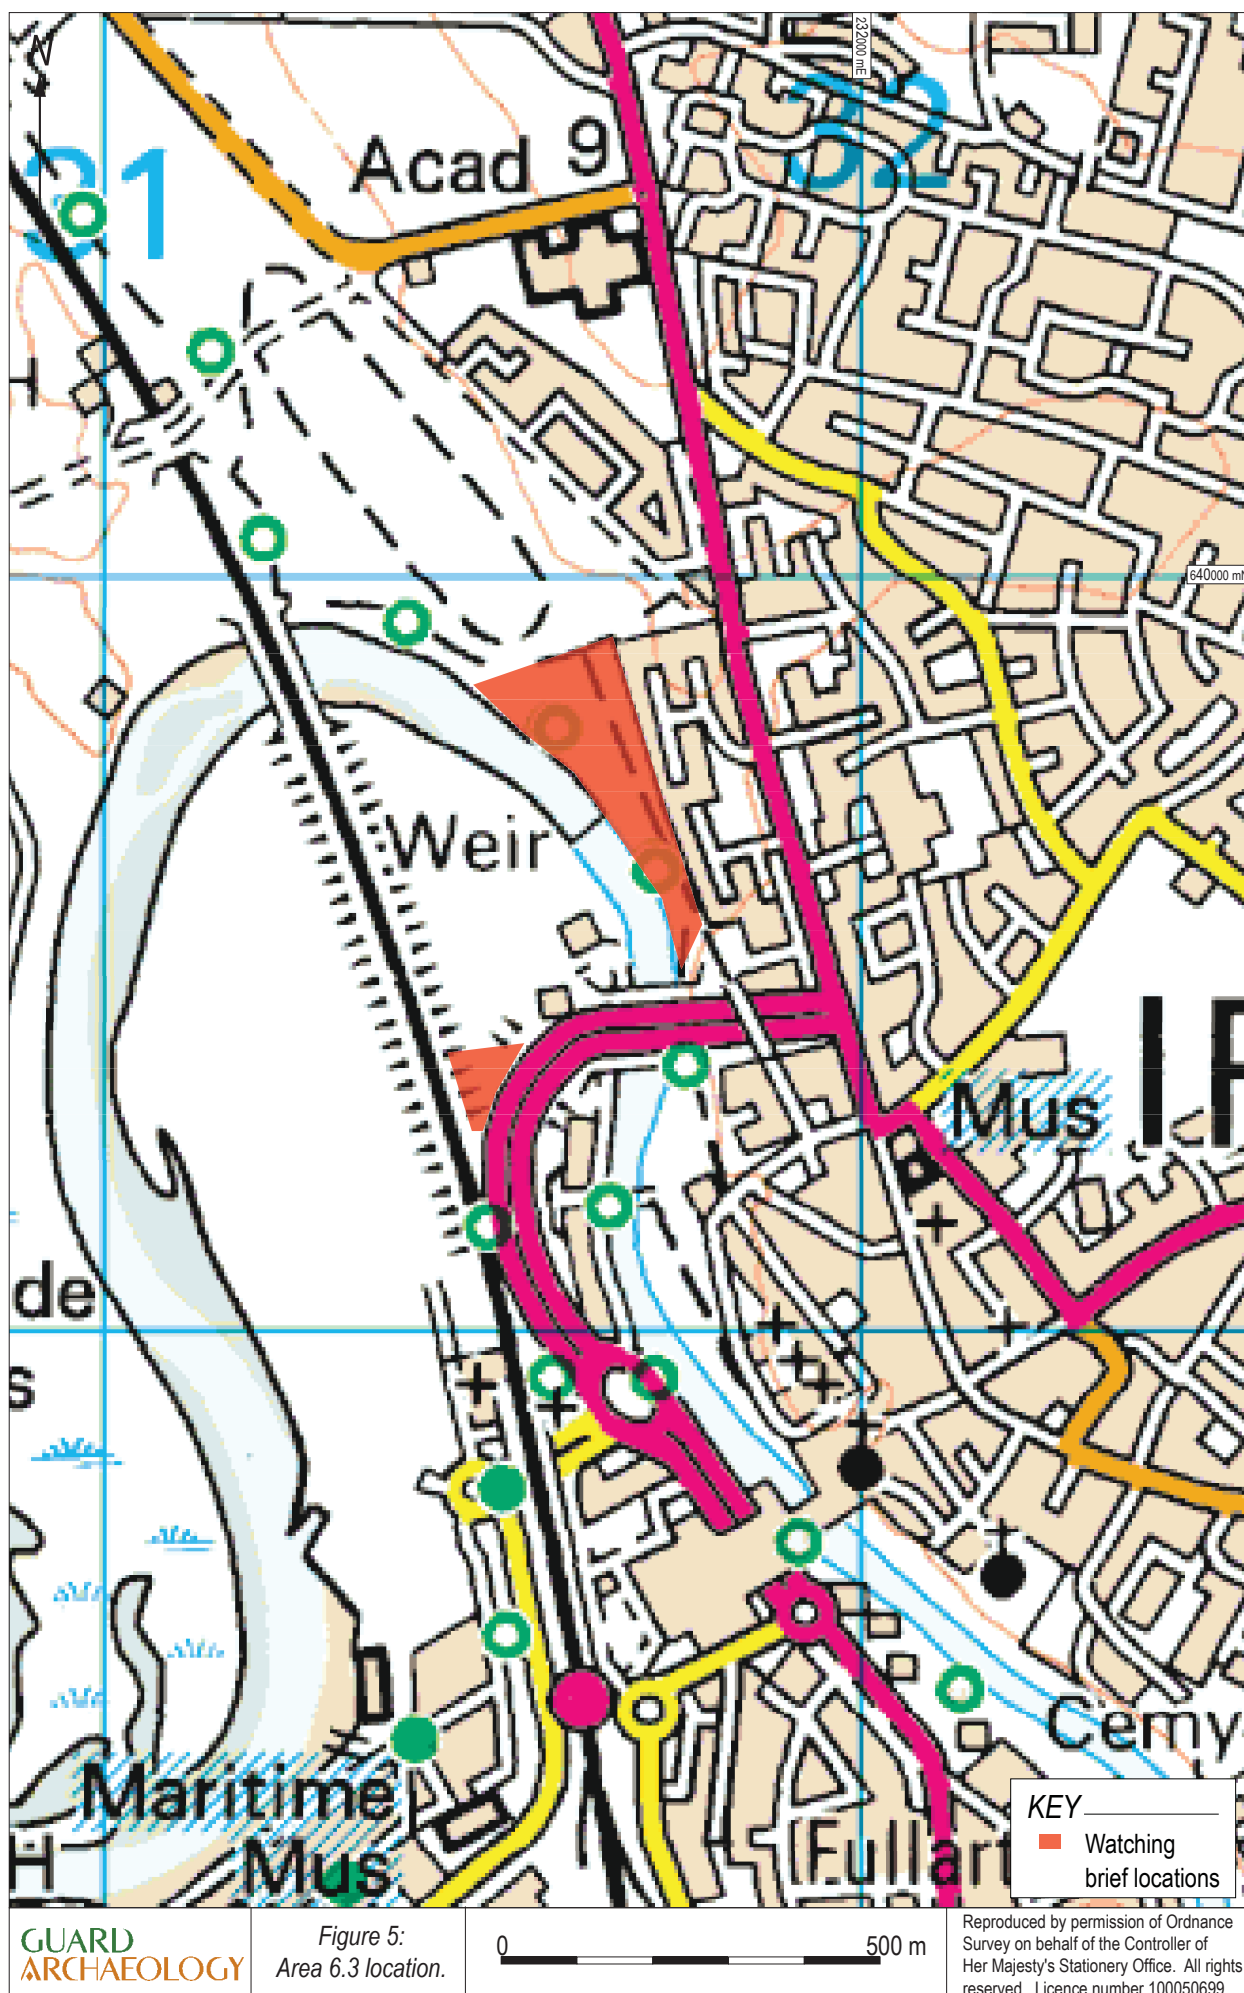 N
232000 mE
31
32
Acad 9
H
640000 mN
Weir
Mus
IR
de
s
Cemy
Maritime
Mus
H
Fullart
KEY
Watching
brief locations
GUARD
ARCHAEOLOGY
Figure 5:
Area 6.3 location.
0 500 m
Reproduced by permission of Ordnance
Survey on behalf of the Controller of
Her Majesty's Stationery Office. All rights
reserved. Licence number 100050699.